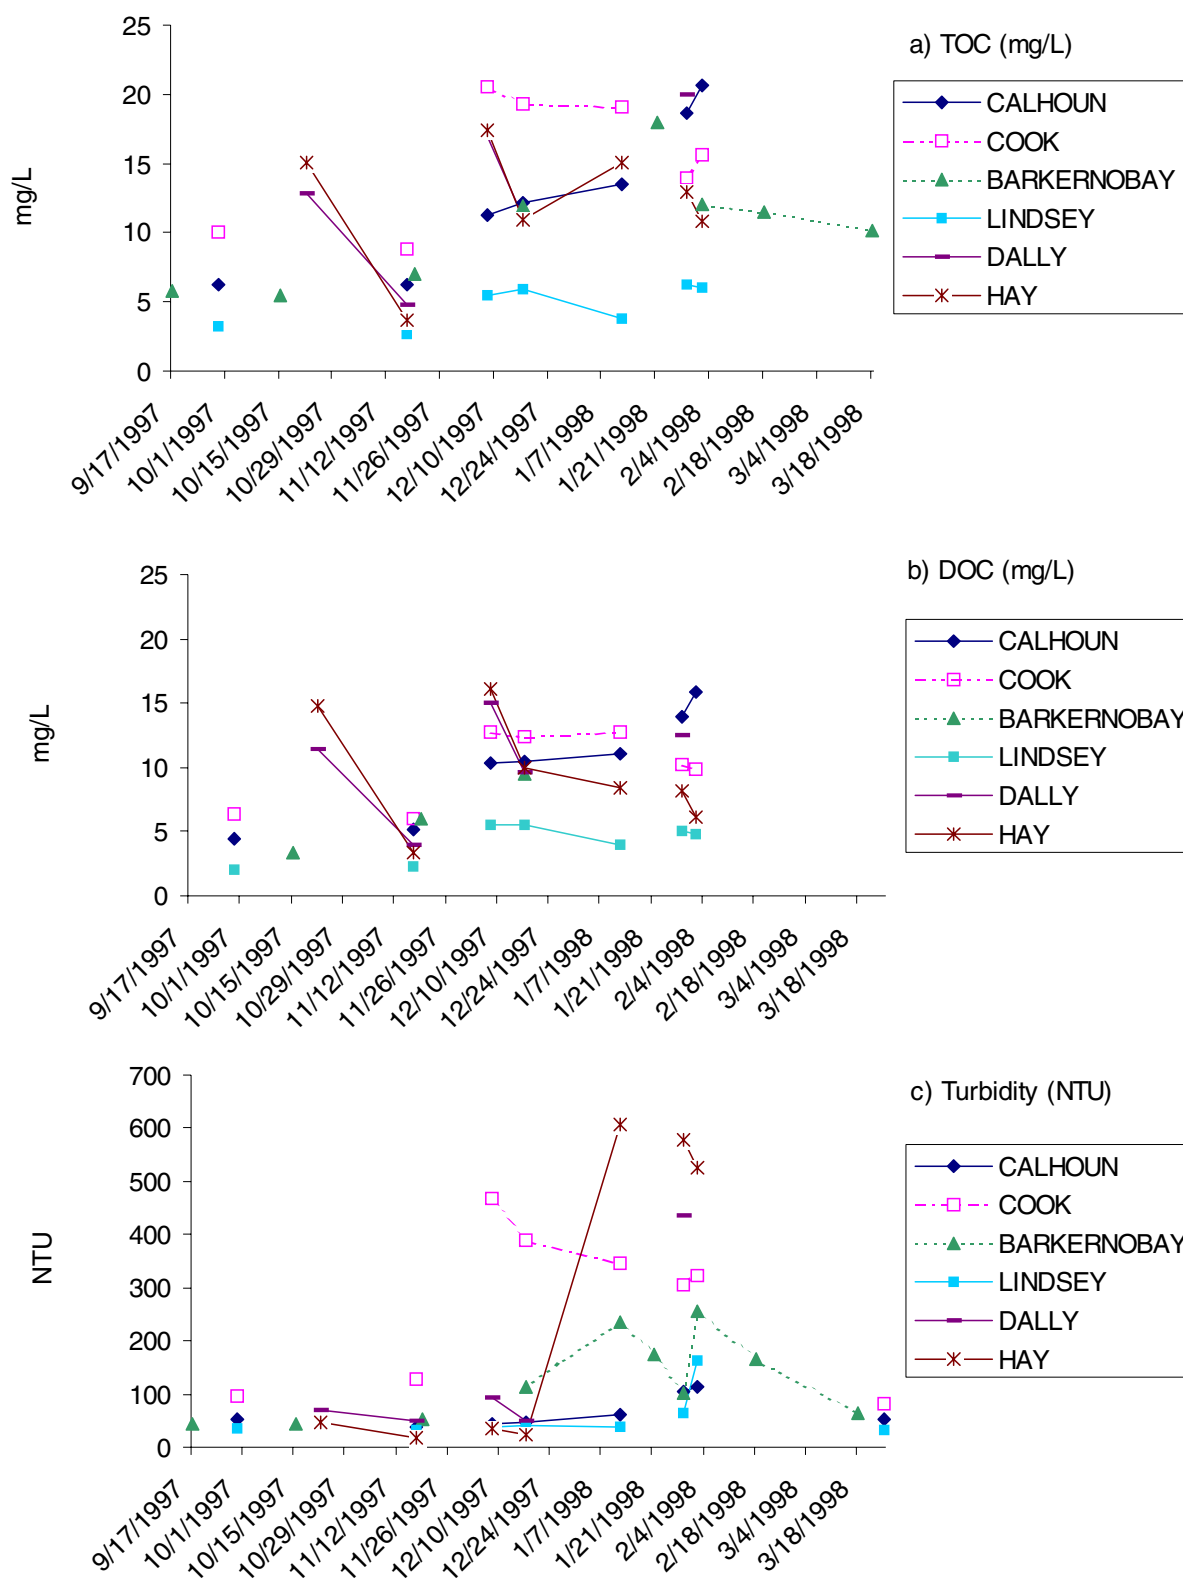 a) TOC (mg/L)
25
20
15
10
5
0
mg/L
9/17/1997
10/1/1997
10/15/1997
10/29/1997
11/12/1997
11/26/1997
12/10/1997
12/24/1997
1/7/1998
1/21/1998
2/4/1998
2/18/1998
3/4/1998
3/18/1998
CALHOUN
COOK
BARKERNOBAY
LINDSEY
DALLY
HAY
b) DOC (mg/L)
25
20
15
10
5
0
mg/L
9/17/1997
10/1/1997
10/15/1997
10/29/1997
11/12/1997
11/26/1997
12/10/1997
12/24/1997
1/7/1998
1/21/1998
2/4/1998
2/18/1998
3/4/1998
3/18/1998
CALHOUN
COOK
BARKERNOBAY
LINDSEY
DALLY
HAY
c) Turbidity (NTU)
700
600
500
400
300
200
100
0
NTU
9/17/1997
10/1/1997
10/15/1997
10/29/1997
11/12/1997
11/26/1997
12/10/1997
12/24/1997
1/7/1998
1/21/1998
2/4/1998
2/18/1998
3/4/1998
3/18/1998
CALHOUN
COOK
BARKERNOBAY
LINDSEY
DALLY
HAY